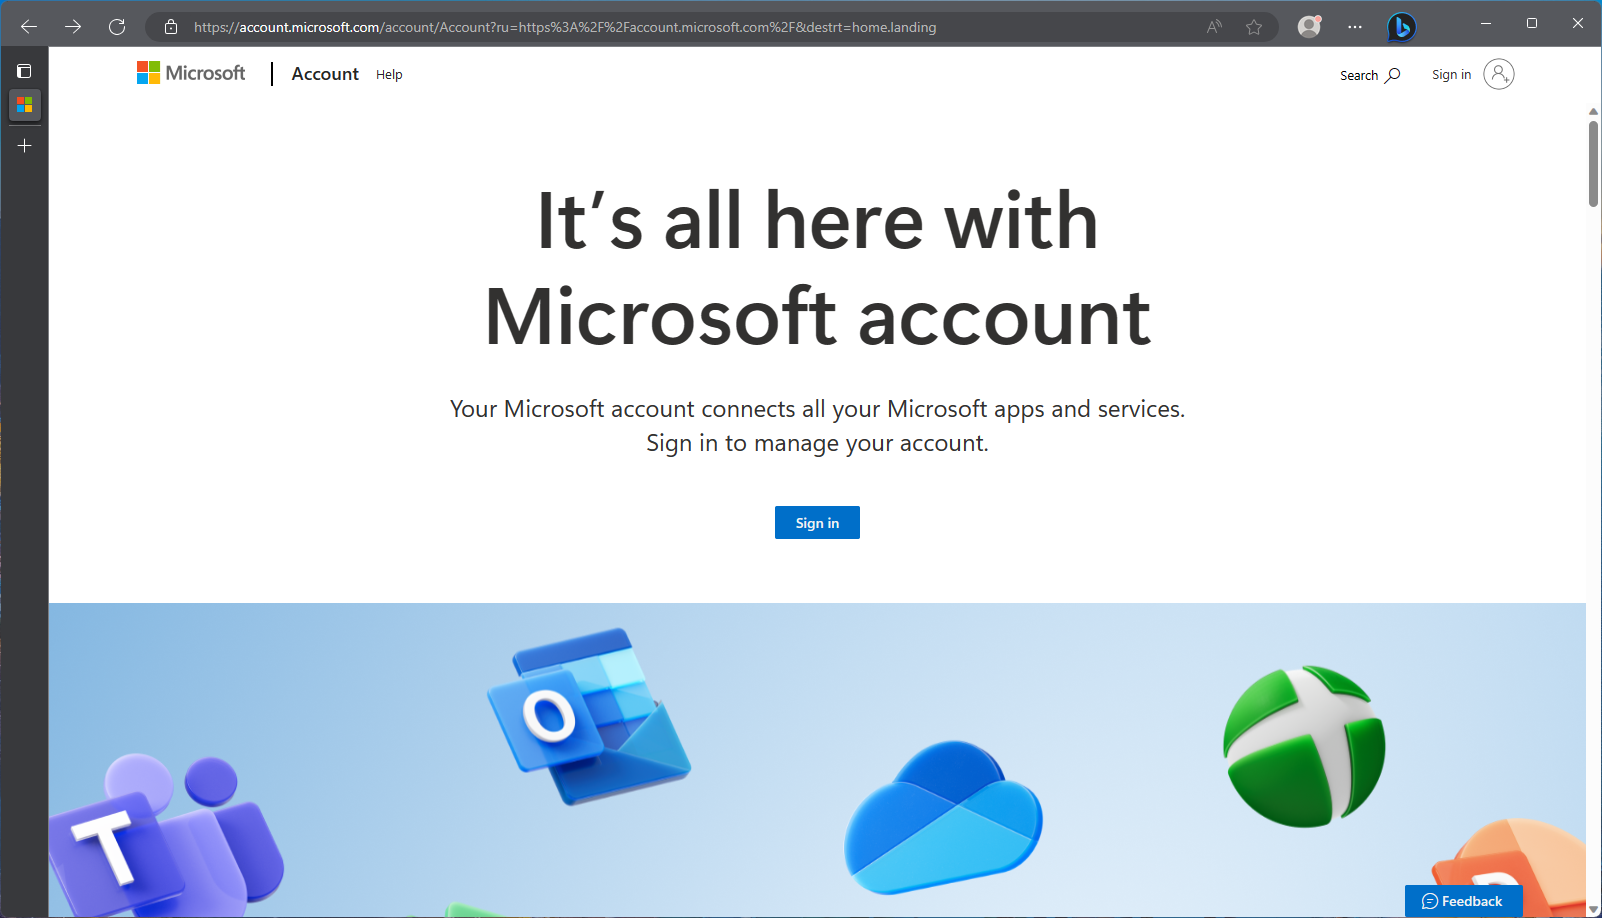 https://account.microsoft.com/account/Account?ru=https%3A%2F%2Faccount.microsoft.com%2F&destrt=home.landing
Microsoft Account Help Search Sign in
It’s all here with
Microsoft account
Your Microsoft account connects all your Microsoft apps and services.
Sign in to manage your account.
Sign in
O
T
P
Feedback